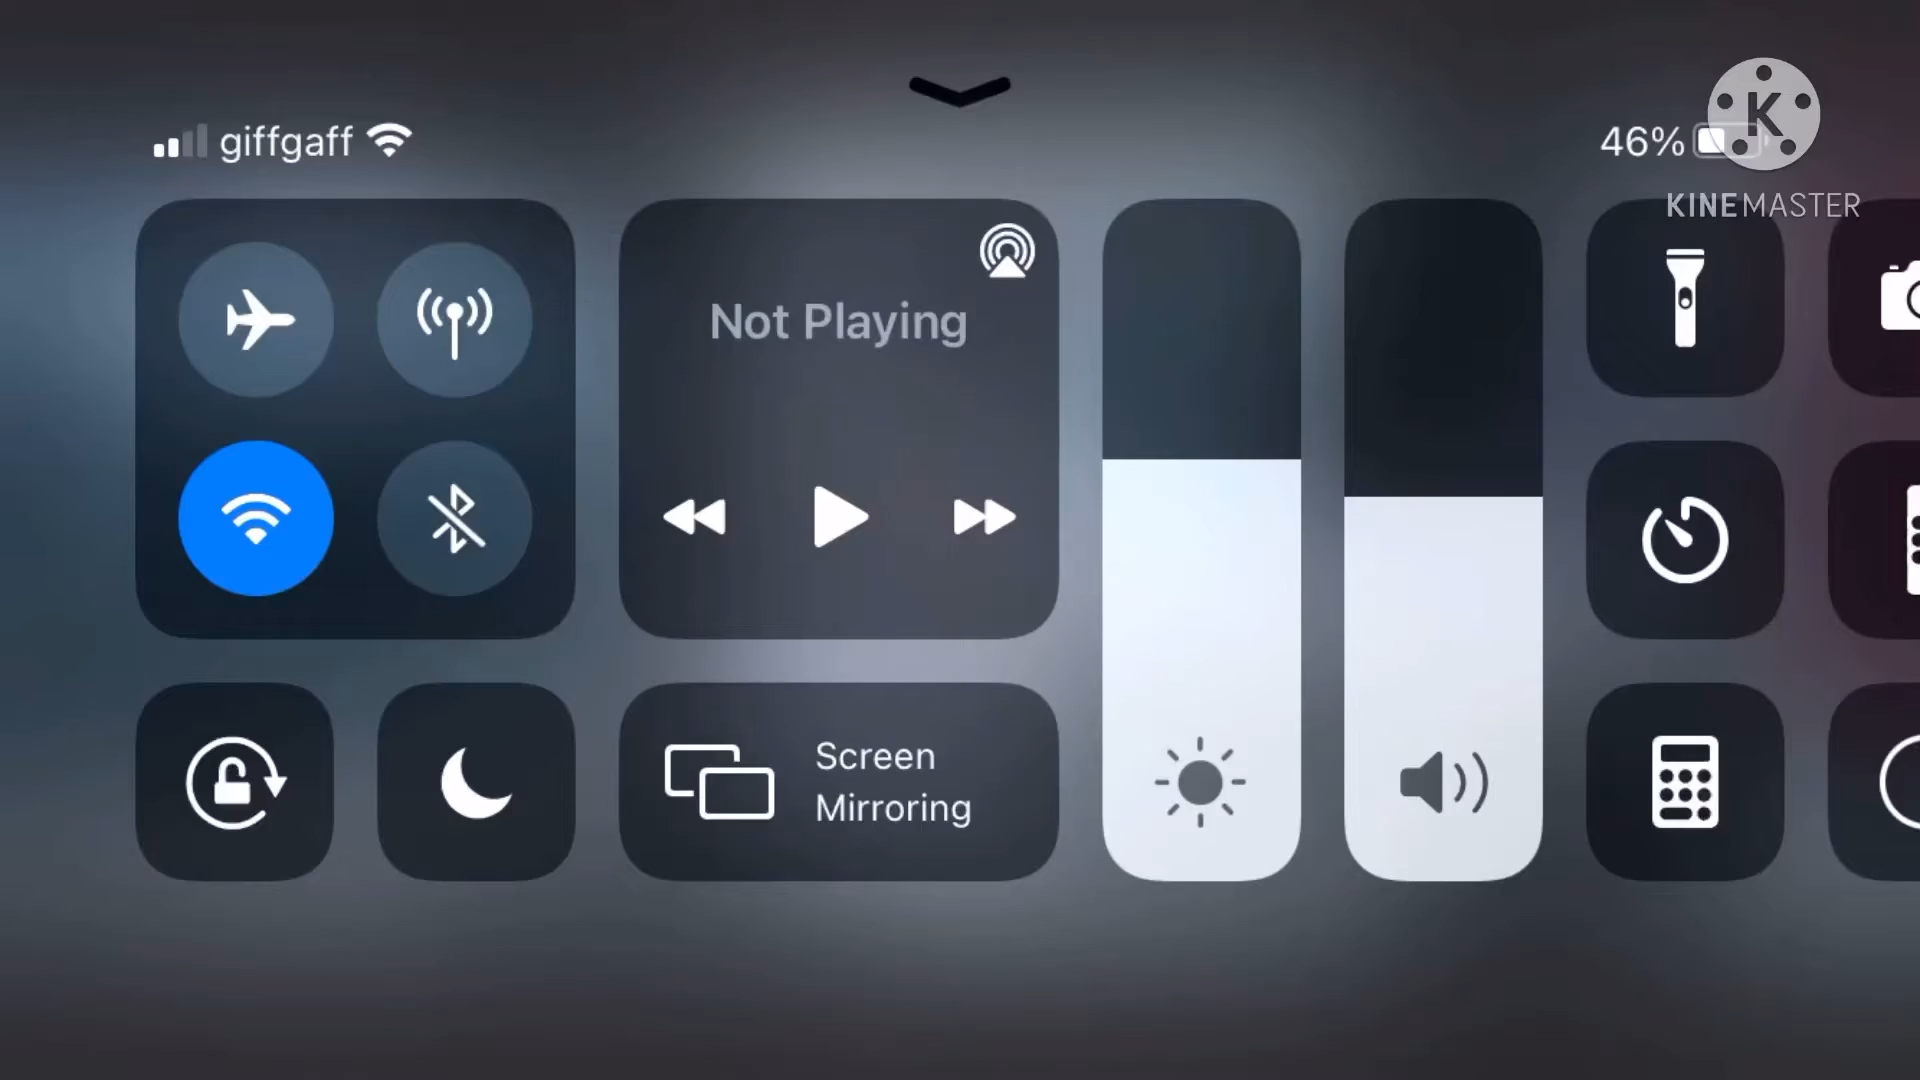 giffgaff
46%
K
KINEMASTER
Not Playing
Screen
Mirroring